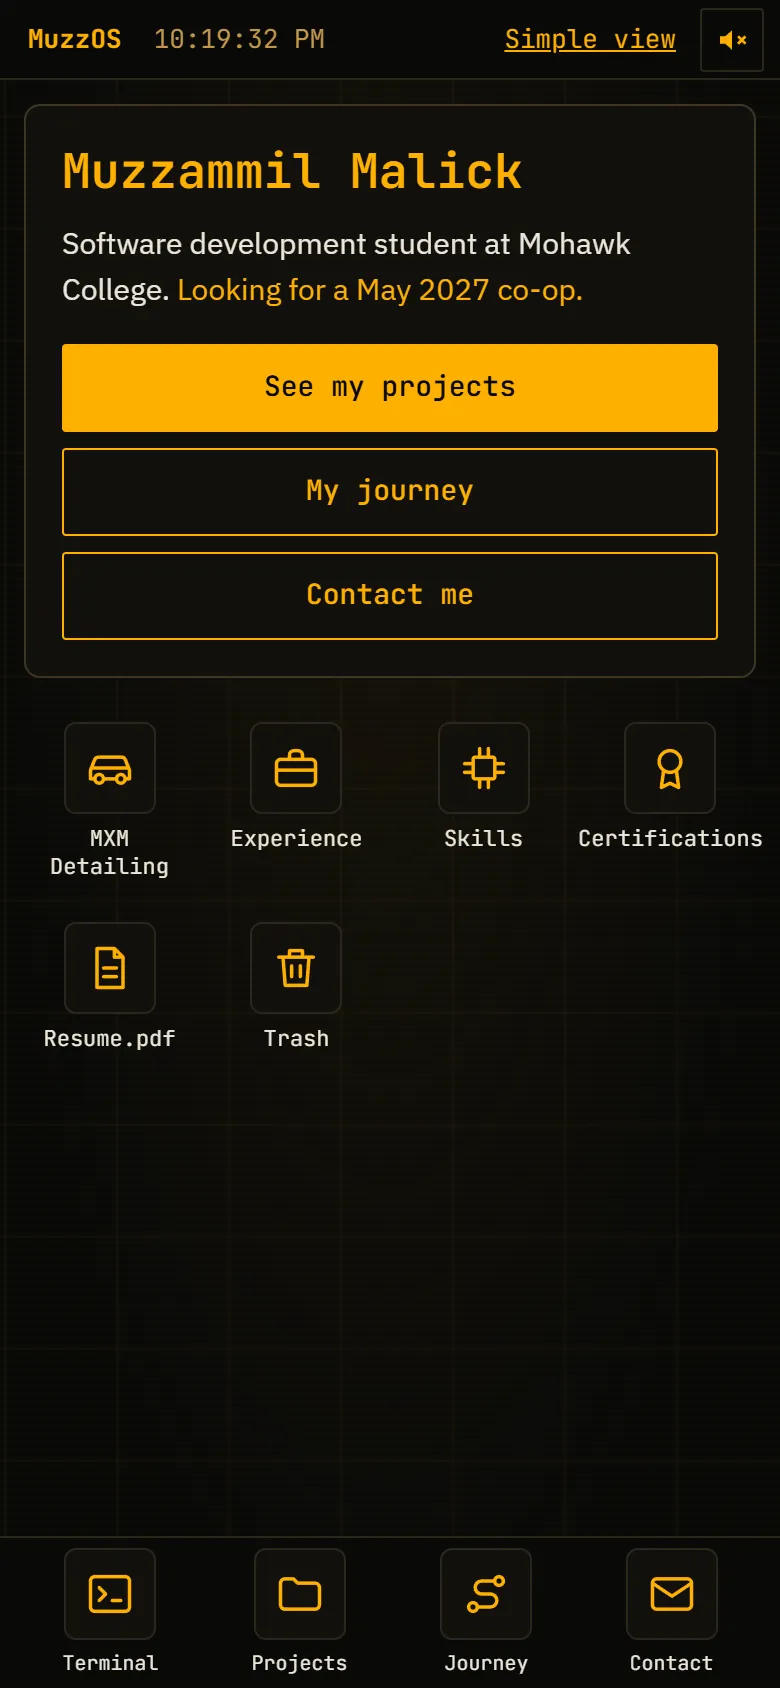 MuzzOS 10:19:32 PM Simple view
Muzzammil Malick
Software development student at Mohawk
College. Looking for a May 2027 co-op.
See my projects
My journey
Contact me
MXM
Detailing
Experience
Skills
Certifications
Resume.pdf
Trash
Terminal
Projects
Journey
Contact